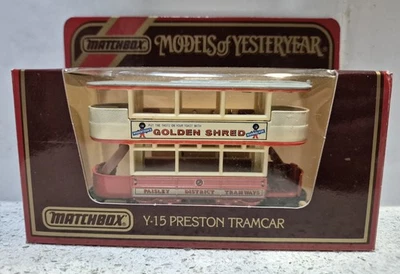 MATCHBOX
MODELS OF YESTERYEAR
GOLDEN SHRED
PAISLEY DISTRICT TRAMWAYS
MATCHBOX
Y-15 PRESTON TRAMCAR